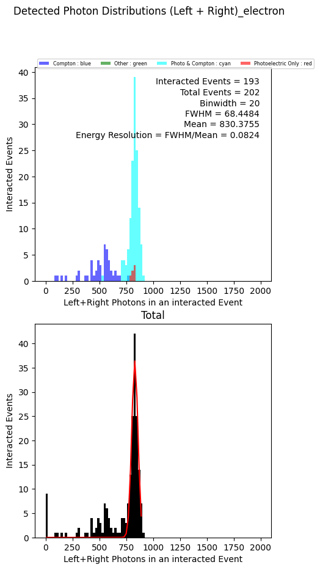 Detected Photon Distributions (Left + Right)_electron
Compton : blue Other : green Photo & Compton : cyan Photoelectric Only : red
Interacted Events = 193
Total Events = 202
Binwidth = 20
FWHM = 68.4484
Mean = 830.3755
Energy Resolution = FWHM/Mean = 0.0824
Interacted Events
40
35
30
25
20
15
10
5
0
0 250 500 750 1000 1250 1500 1750 2000
Left+Right Photons in an interacted Event
Total
Interacted Events
40
35
30
25
20
15
10
5
0
0 250 500 750 1000 1250 1500 1750 2000
Left+Right Photons in an interacted Event